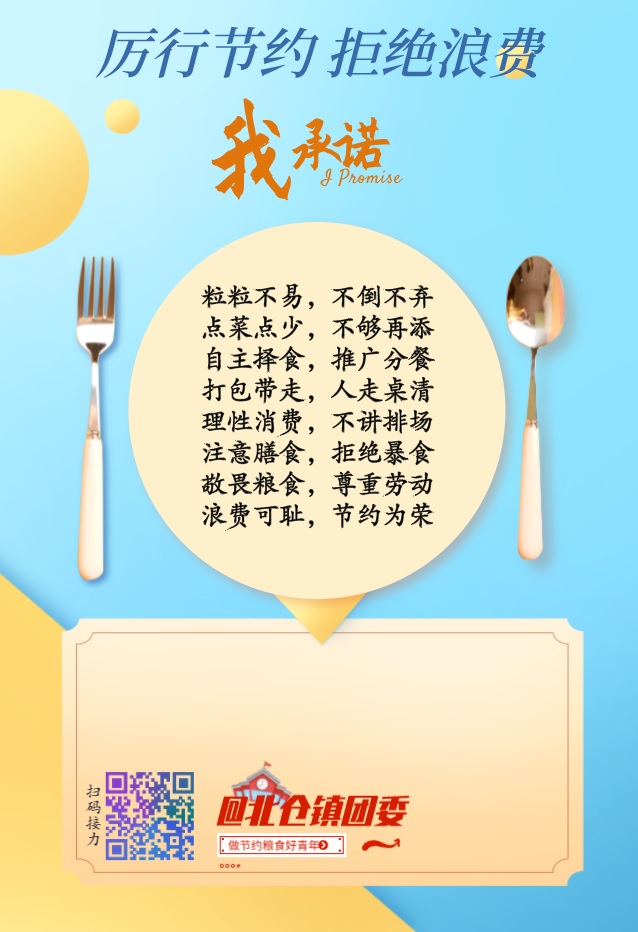 厉行节约 拒绝浪费
我承诺
I Promise
粒粒不易，不倒不弃
点菜点少，不够再添
自主择食，推广分餐
打包带走，人走桌清
理性消费，不讲排场
注意膳食，拒绝暴食
敬畏粮食，尊重劳动
浪费可耻，节约为荣
扫码接力
@北仓镇团委
做节约粮食好青年